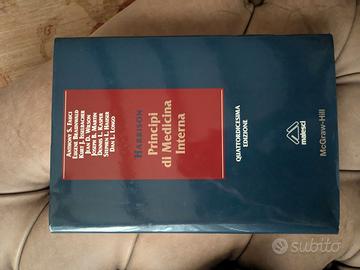 ANTHONY S. FAUCI
EUGENE BRAUNWALD
KURT J. ISSELBACHER
JEAN D. WILSON
JOSEPH B. MARTIN
DENNIS L. KASPER
STEPHEN L. HAUSER
DAN L. LONGO
HARRISON
Principi
di Medicina
Interna
QUATTORDICESIMA
EDIZIONE
malesci
McGraw-Hill
subito